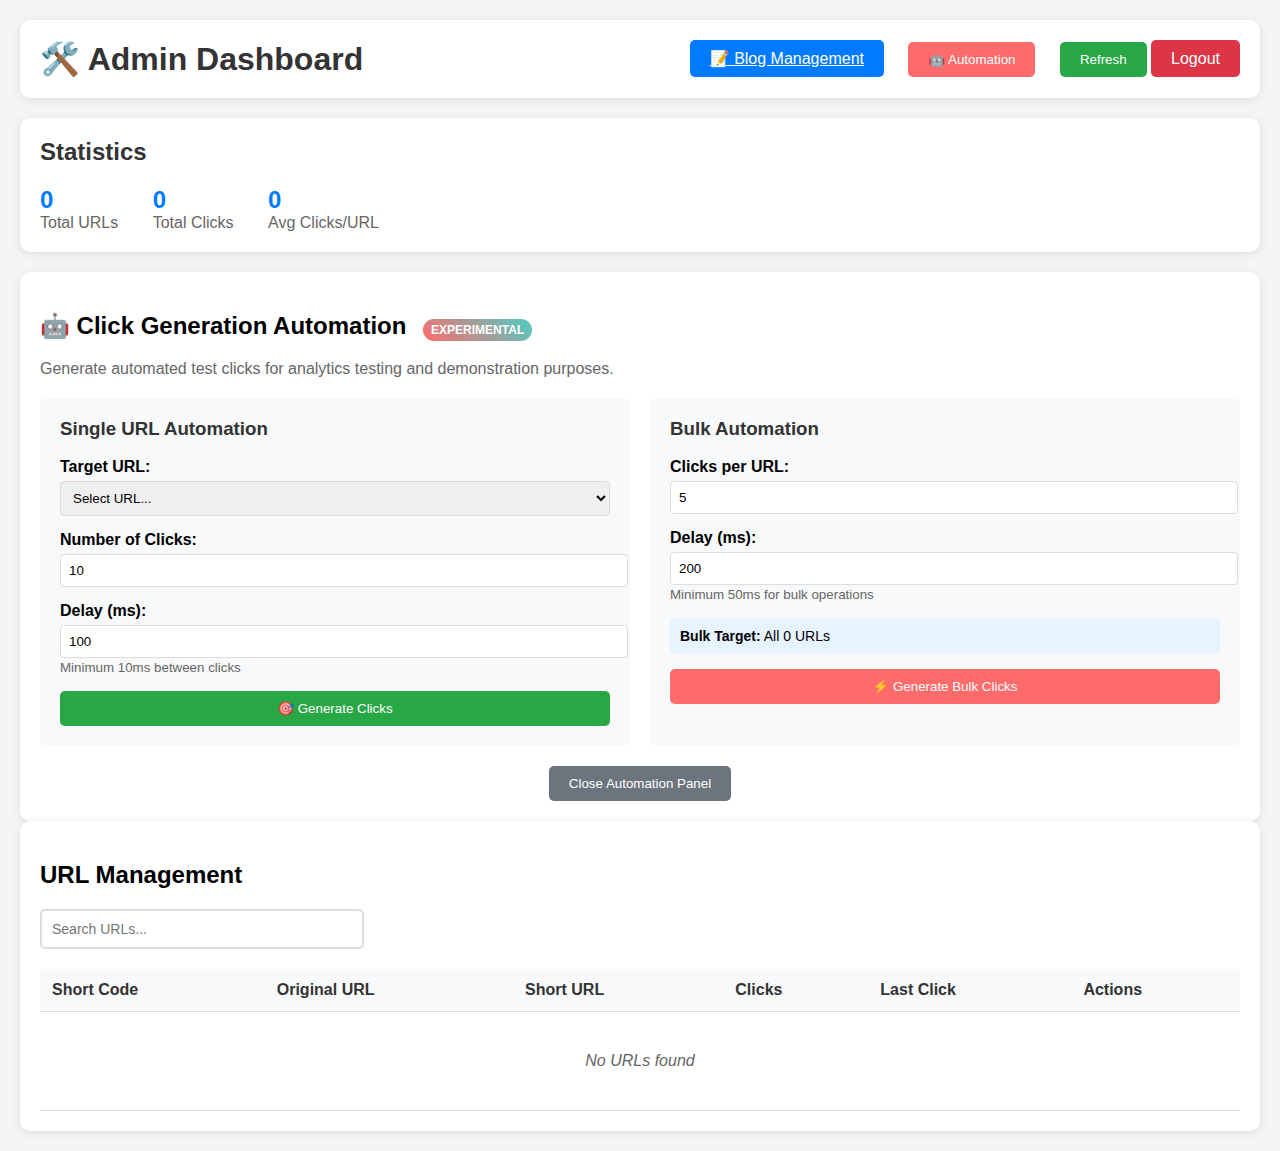 🛠️ Admin Dashboard
📝 Blog Management
🤖 Automation
Refresh
Logout
Statistics
0
Total URLs
0
Total Clicks
0
Avg Clicks/URL
🤖 Click Generation Automation EXPERIMENTAL
Generate automated test clicks for analytics testing and demonstration purposes.
Single URL Automation
Target URL:
Select URL...
Number of Clicks:
10
Delay (ms):
100
Minimum 10ms between clicks
🎯 Generate Clicks
Bulk Automation
Clicks per URL:
5
Delay (ms):
200
Minimum 50ms for bulk operations
Bulk Target: All 0 URLs
⚡ Generate Bulk Clicks
Close Automation Panel
URL Management
Search URLs...
Short Code Original URL Short URL Clicks Last Click Actions
No URLs found